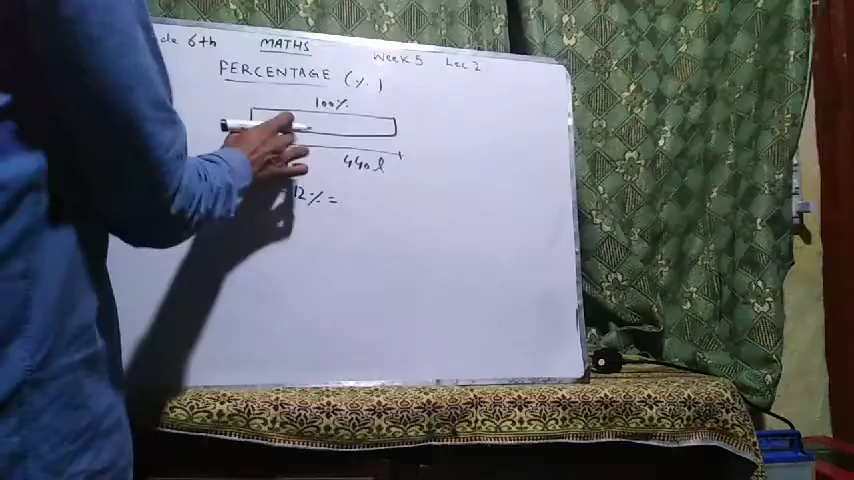 de 6th MATHS Week 5 Lec 2
PERCENTAGE (%)
100%
440 l
12% =